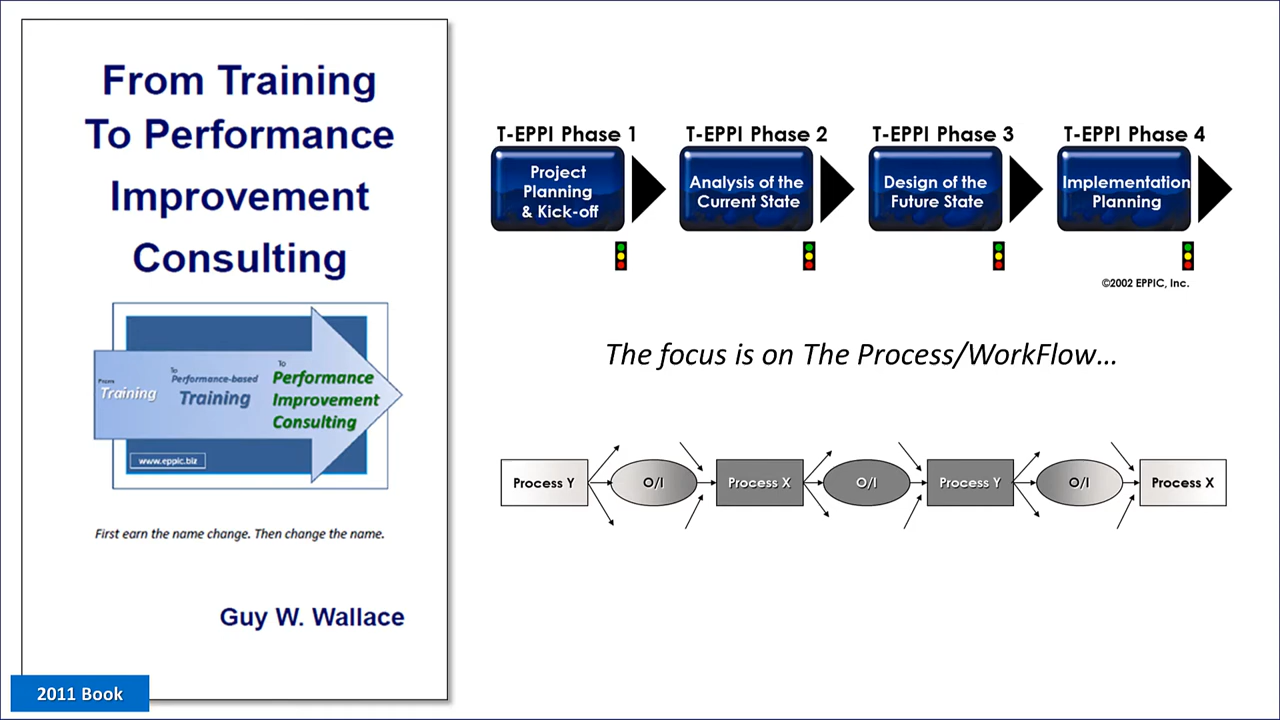 From Training
To Performance
Improvement
Consulting
From
Training
To
Performance-based
Training
To
Performance
Improvement
Consulting
www.eppic.biz
First earn the name change. Then change the name.
Guy W. Wallace
2011 Book
T-EPPI Phase 1
T-EPPI Phase 2
T-EPPI Phase 3
T-EPPI Phase 4
Project
Planning
& Kick-off
Analysis of the
Current State
Design of the
Future State
Implementation
Planning
©2002 EPPIC, Inc.
The focus is on The Process/WorkFlow…
Process Y
O/I
Process X
O/I
Process Y
O/I
Process X